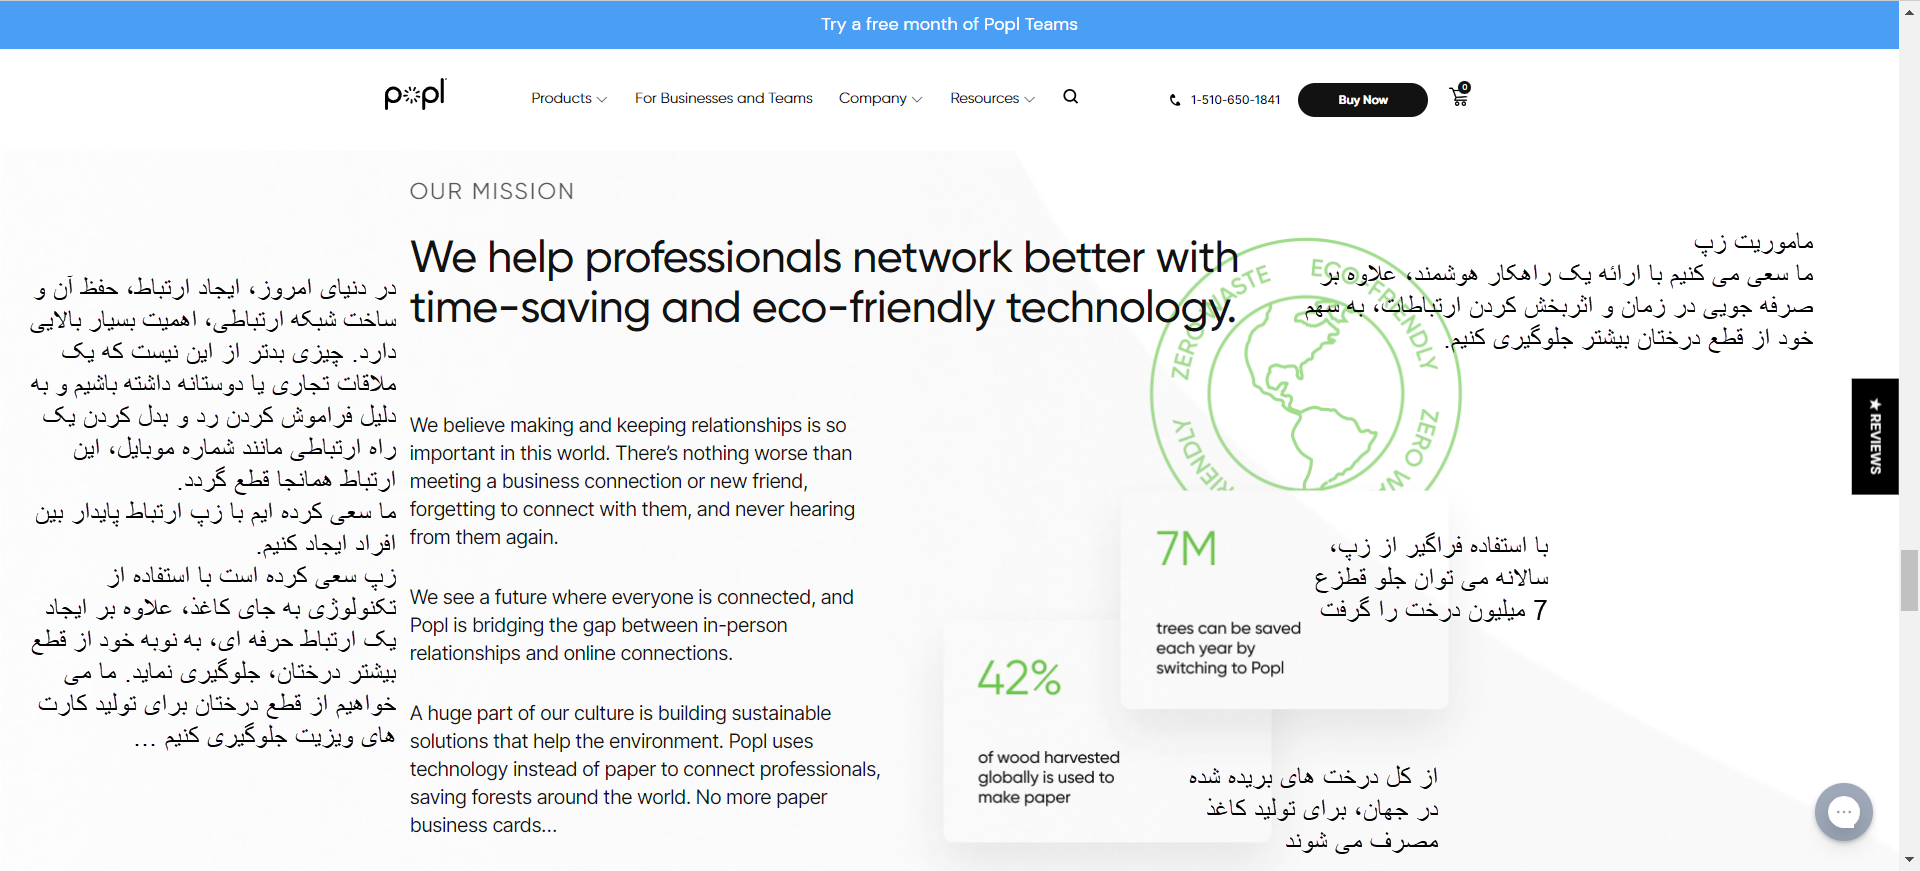 Try a free month of Popl Teams
popl
Products
For Businesses and Teams
Company
Resources
1-510-650-1841
Buy Now
0
OUR MISSION
We help professionals network better with
time-saving and eco-friendly technology.
ماموریت زپ
ما سعی می کنیم با ارائه یک راهکار هوشمند، علاوه بر
صرفه جویی در زمان و اثربخش کردن ارتباطات، به سهم
خود از قطع درختان بیشتر جلوگیری کنیم.
در دنیای امروز، ایجاد ارتباط، حفظ آن و
ساخت شبکه ارتباطی، اهمیت بسیار بالایی
دارد. چیزی بدتر از این نیست که یک
ملاقات تجاری یا دوستانه داشته باشیم و به
دلیل فراموش کردن رد و بدل کردن یک
راه ارتباطی مانند شماره موبایل، این
ارتباط همانجا قطع گردد.
ما سعی کرده ایم با زپ ارتباط پایدار بین
افراد ایجاد کنیم.
زپ سعی کرده است با استفاده از
تکنولوژی به جای کاغذ، علاوه بر ایجاد
یک ارتباط حرفه ای، به نوبه خود از قطع
بیشتر درختان، جلوگیری نماید. ما می
خواهیم از قطع درختان برای تولید کارت
های ویزیت جلوگیری کنیم ...
We believe making and keeping relationships is so
important in this world. There’s nothing worse than
meeting a business connection or new friend,
forgetting to connect with them, and never hearing
from them again.
We see a future where everyone is connected, and
Popl is bridging the gap between in-person
relationships and online connections.
A huge part of our culture is building sustainable
solutions that help the environment. Popl uses
technology instead of paper to connect professionals,
saving forests around the world. No more paper
business cards...
ZERO WASTE
ECO FRIENDLY
ZERO WA
RIENDLY
7M
trees can be saved
each year by
switching to Popl
با استفاده فراگیر از زپ،
سالانه می توان جلو قطزع
7 میلیون درخت را گرفت
42%
of wood harvested
globally is used to
make paper
از کل درخت های بریده شده
در جهان، برای تولید کاغذ
مصرف می شوند
★ REVIEWS